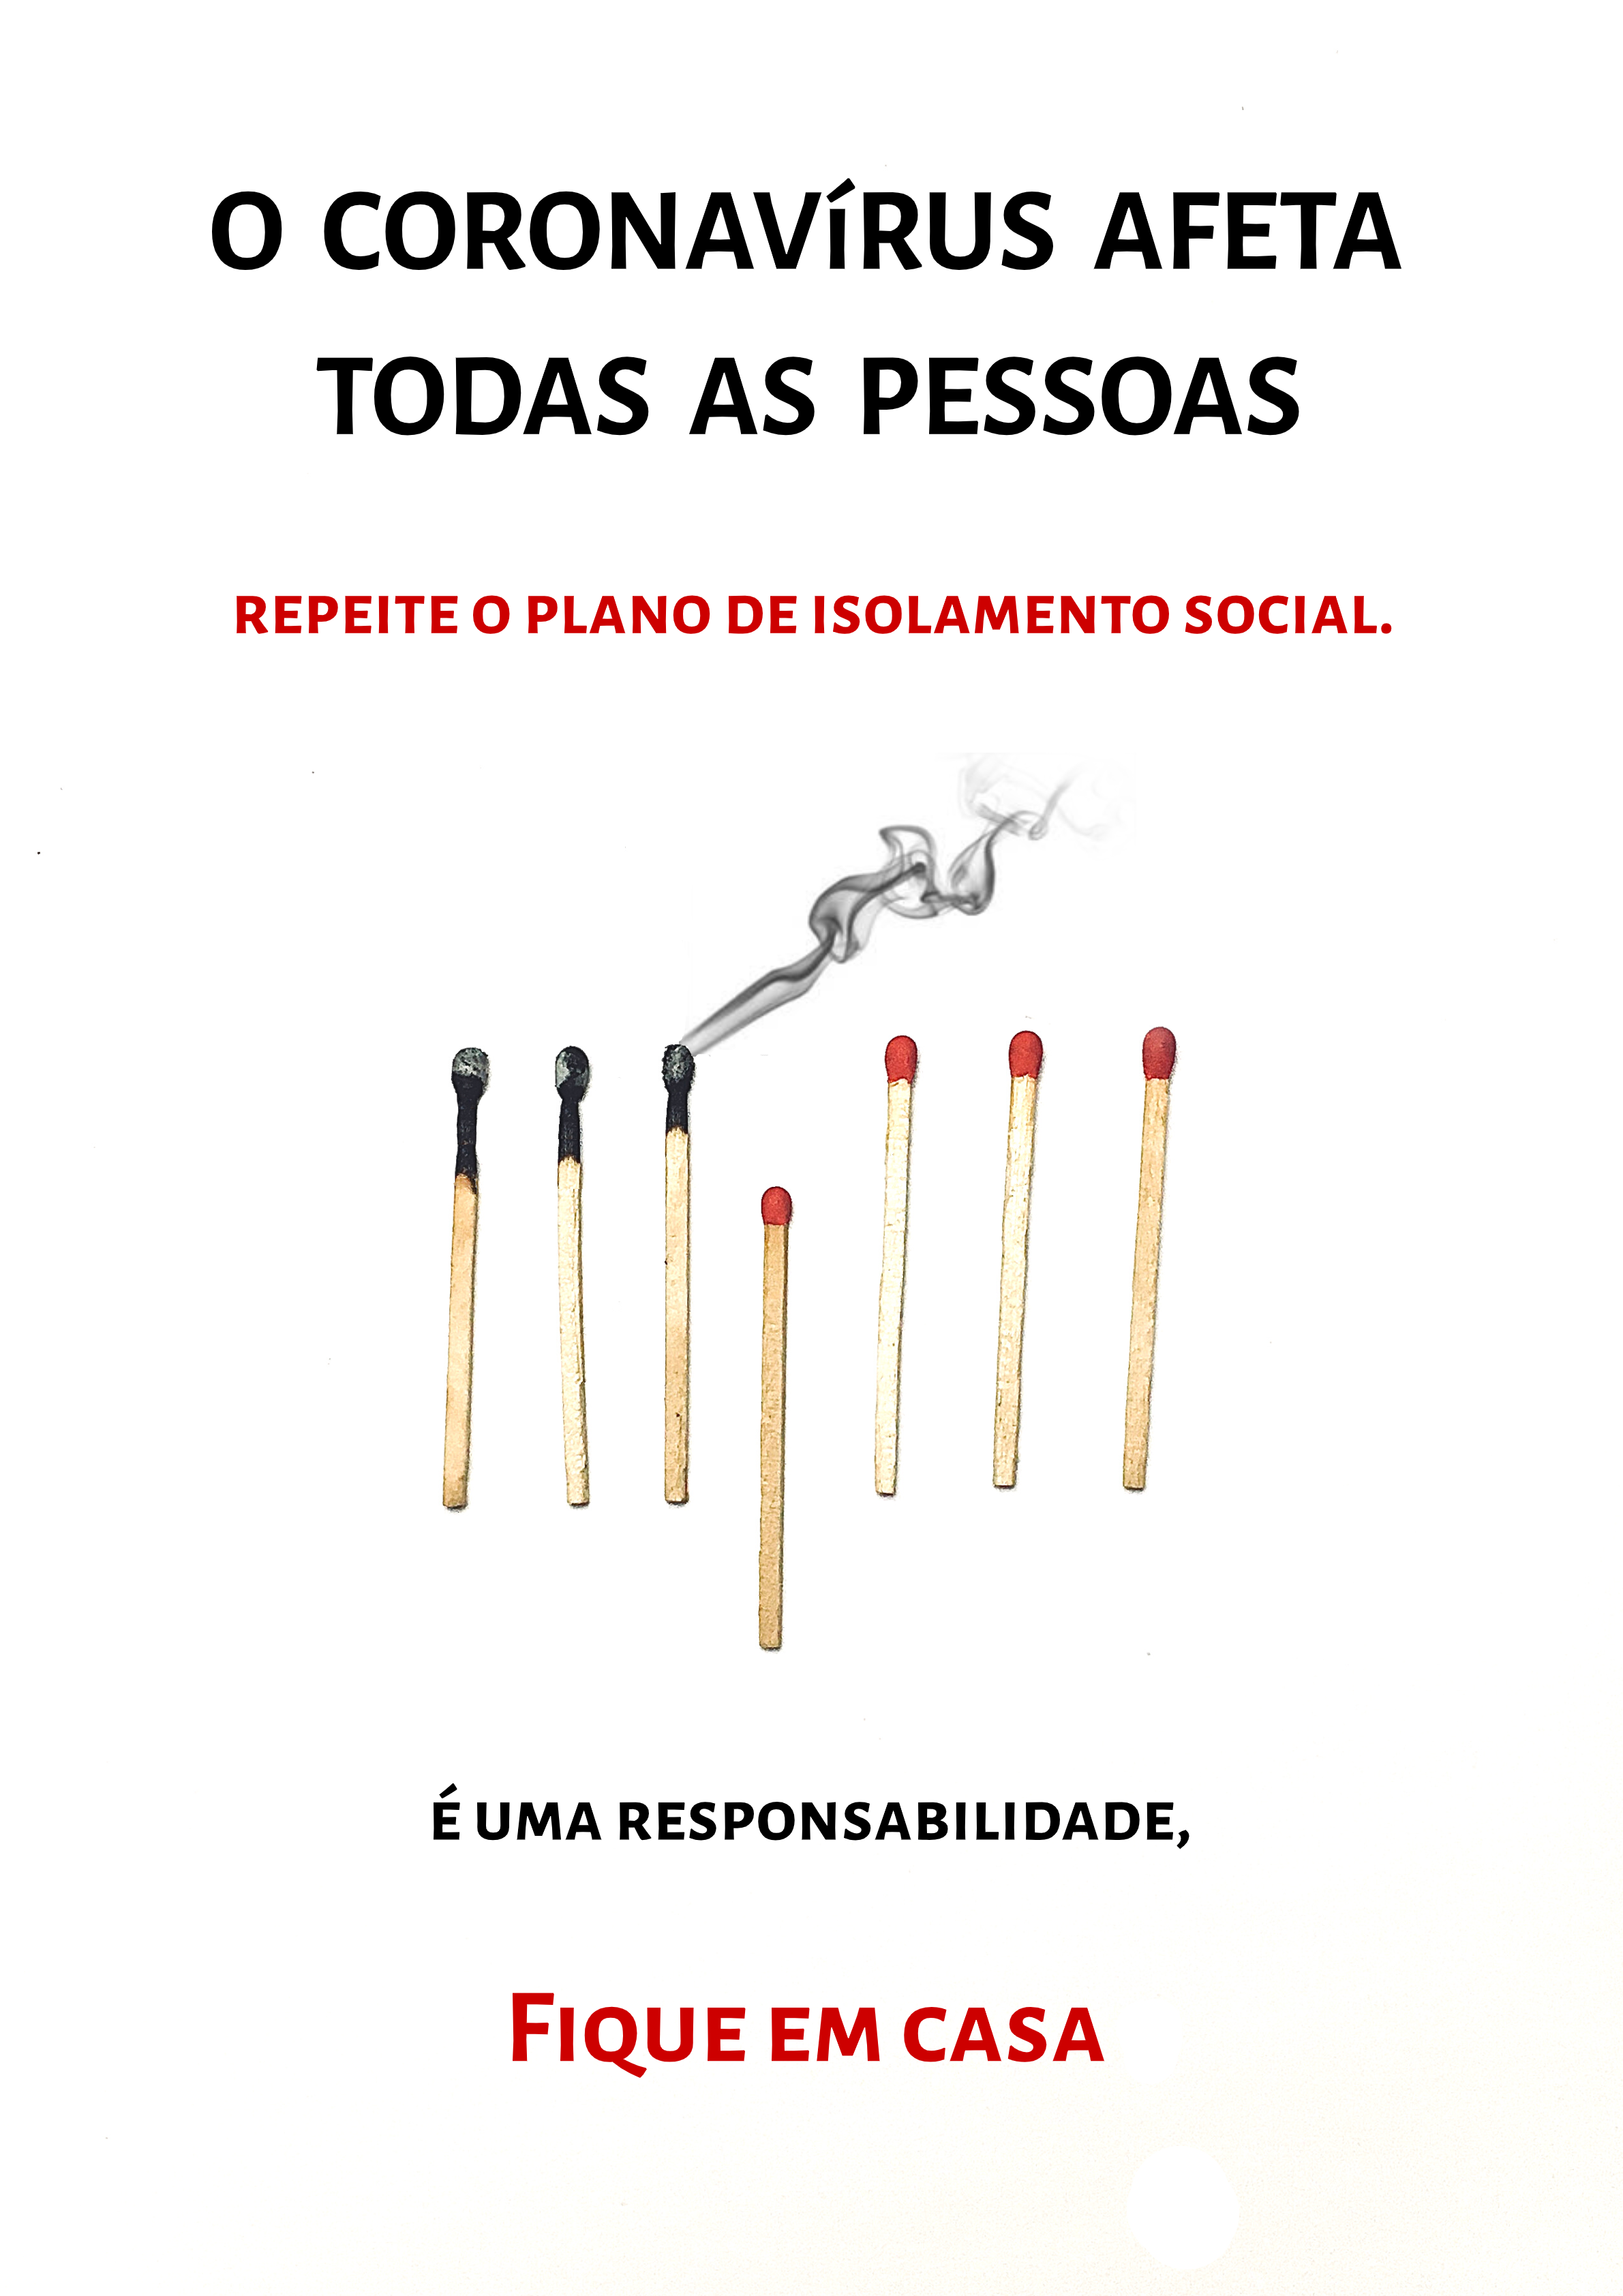 O CORONAVíRUS AFETA
TODAS AS PESSOAS
REPEITE O PLANO DE ISOLAMENTO SOCIAL.
É UMA RESPONSABILIDADE,
FIQUE EM CASA